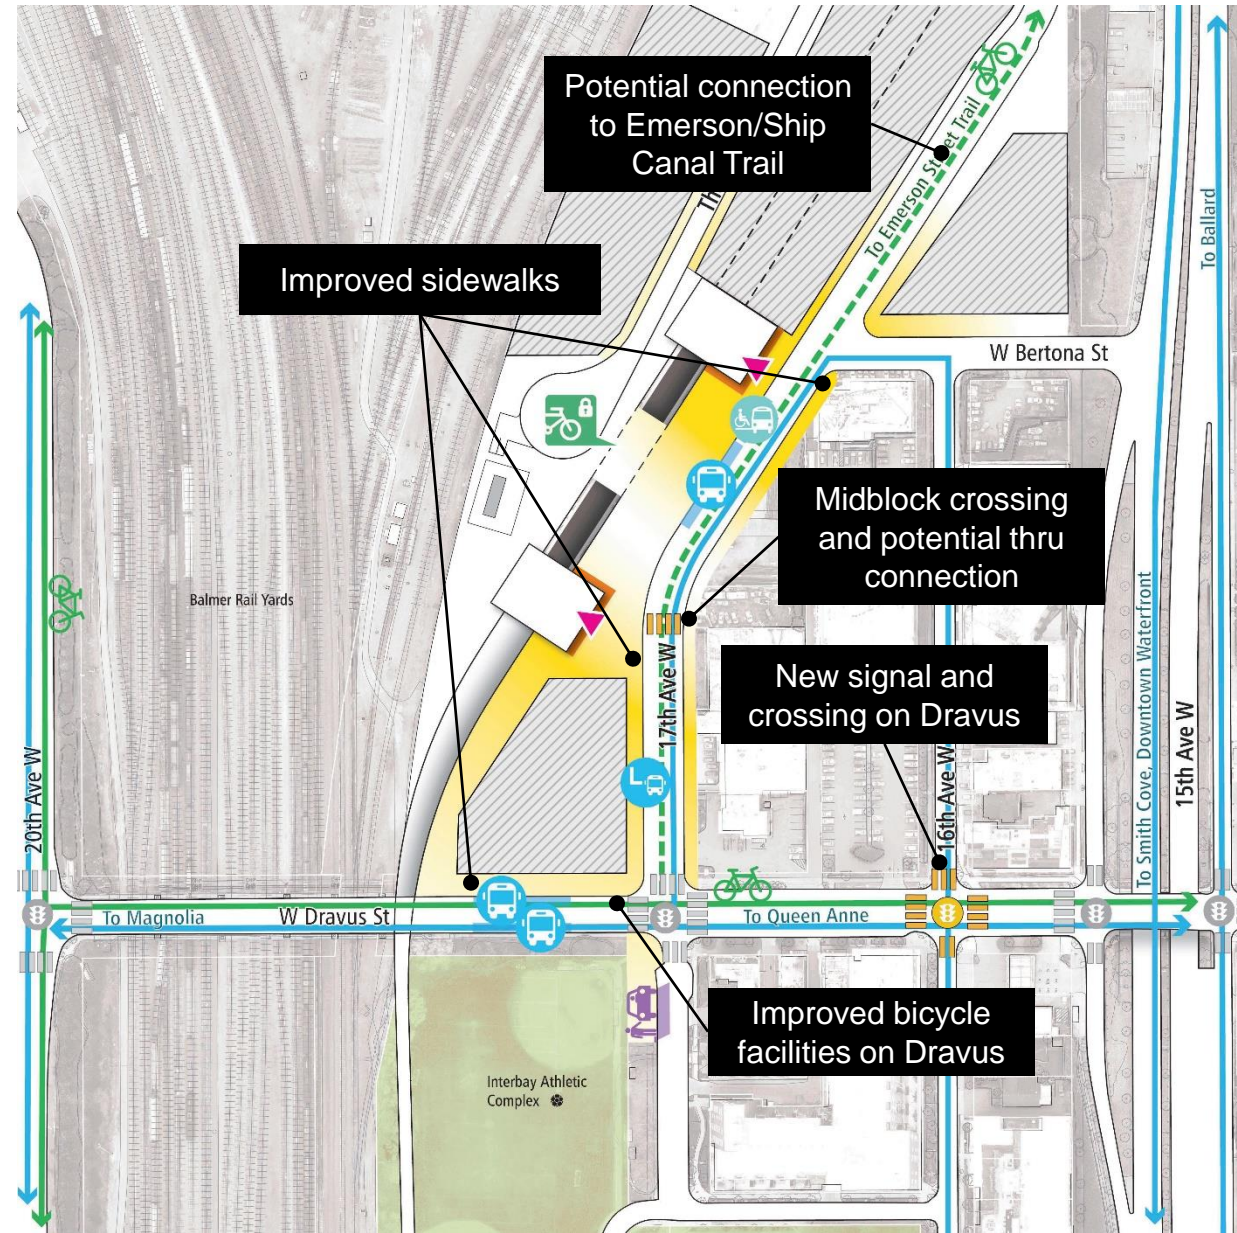 Potential connection
to Emerson/Ship
Canal Trail
To Emerson Street Trail
To Ballard
Th
Improved sidewalks
W Bertona St
Midblock crossing
and potential thru
connection
Balmer Rail Yards
New signal and
crossing on Dravus
17th Ave W
16th Ave W
15th Ave W
20th Ave W
To Smith Cove, Downtown Waterfront
L
To Magnolia
W Dravus St
To Queen Anne
Improved bicycle
facilities on Dravus
Interbay Athletic
Complex